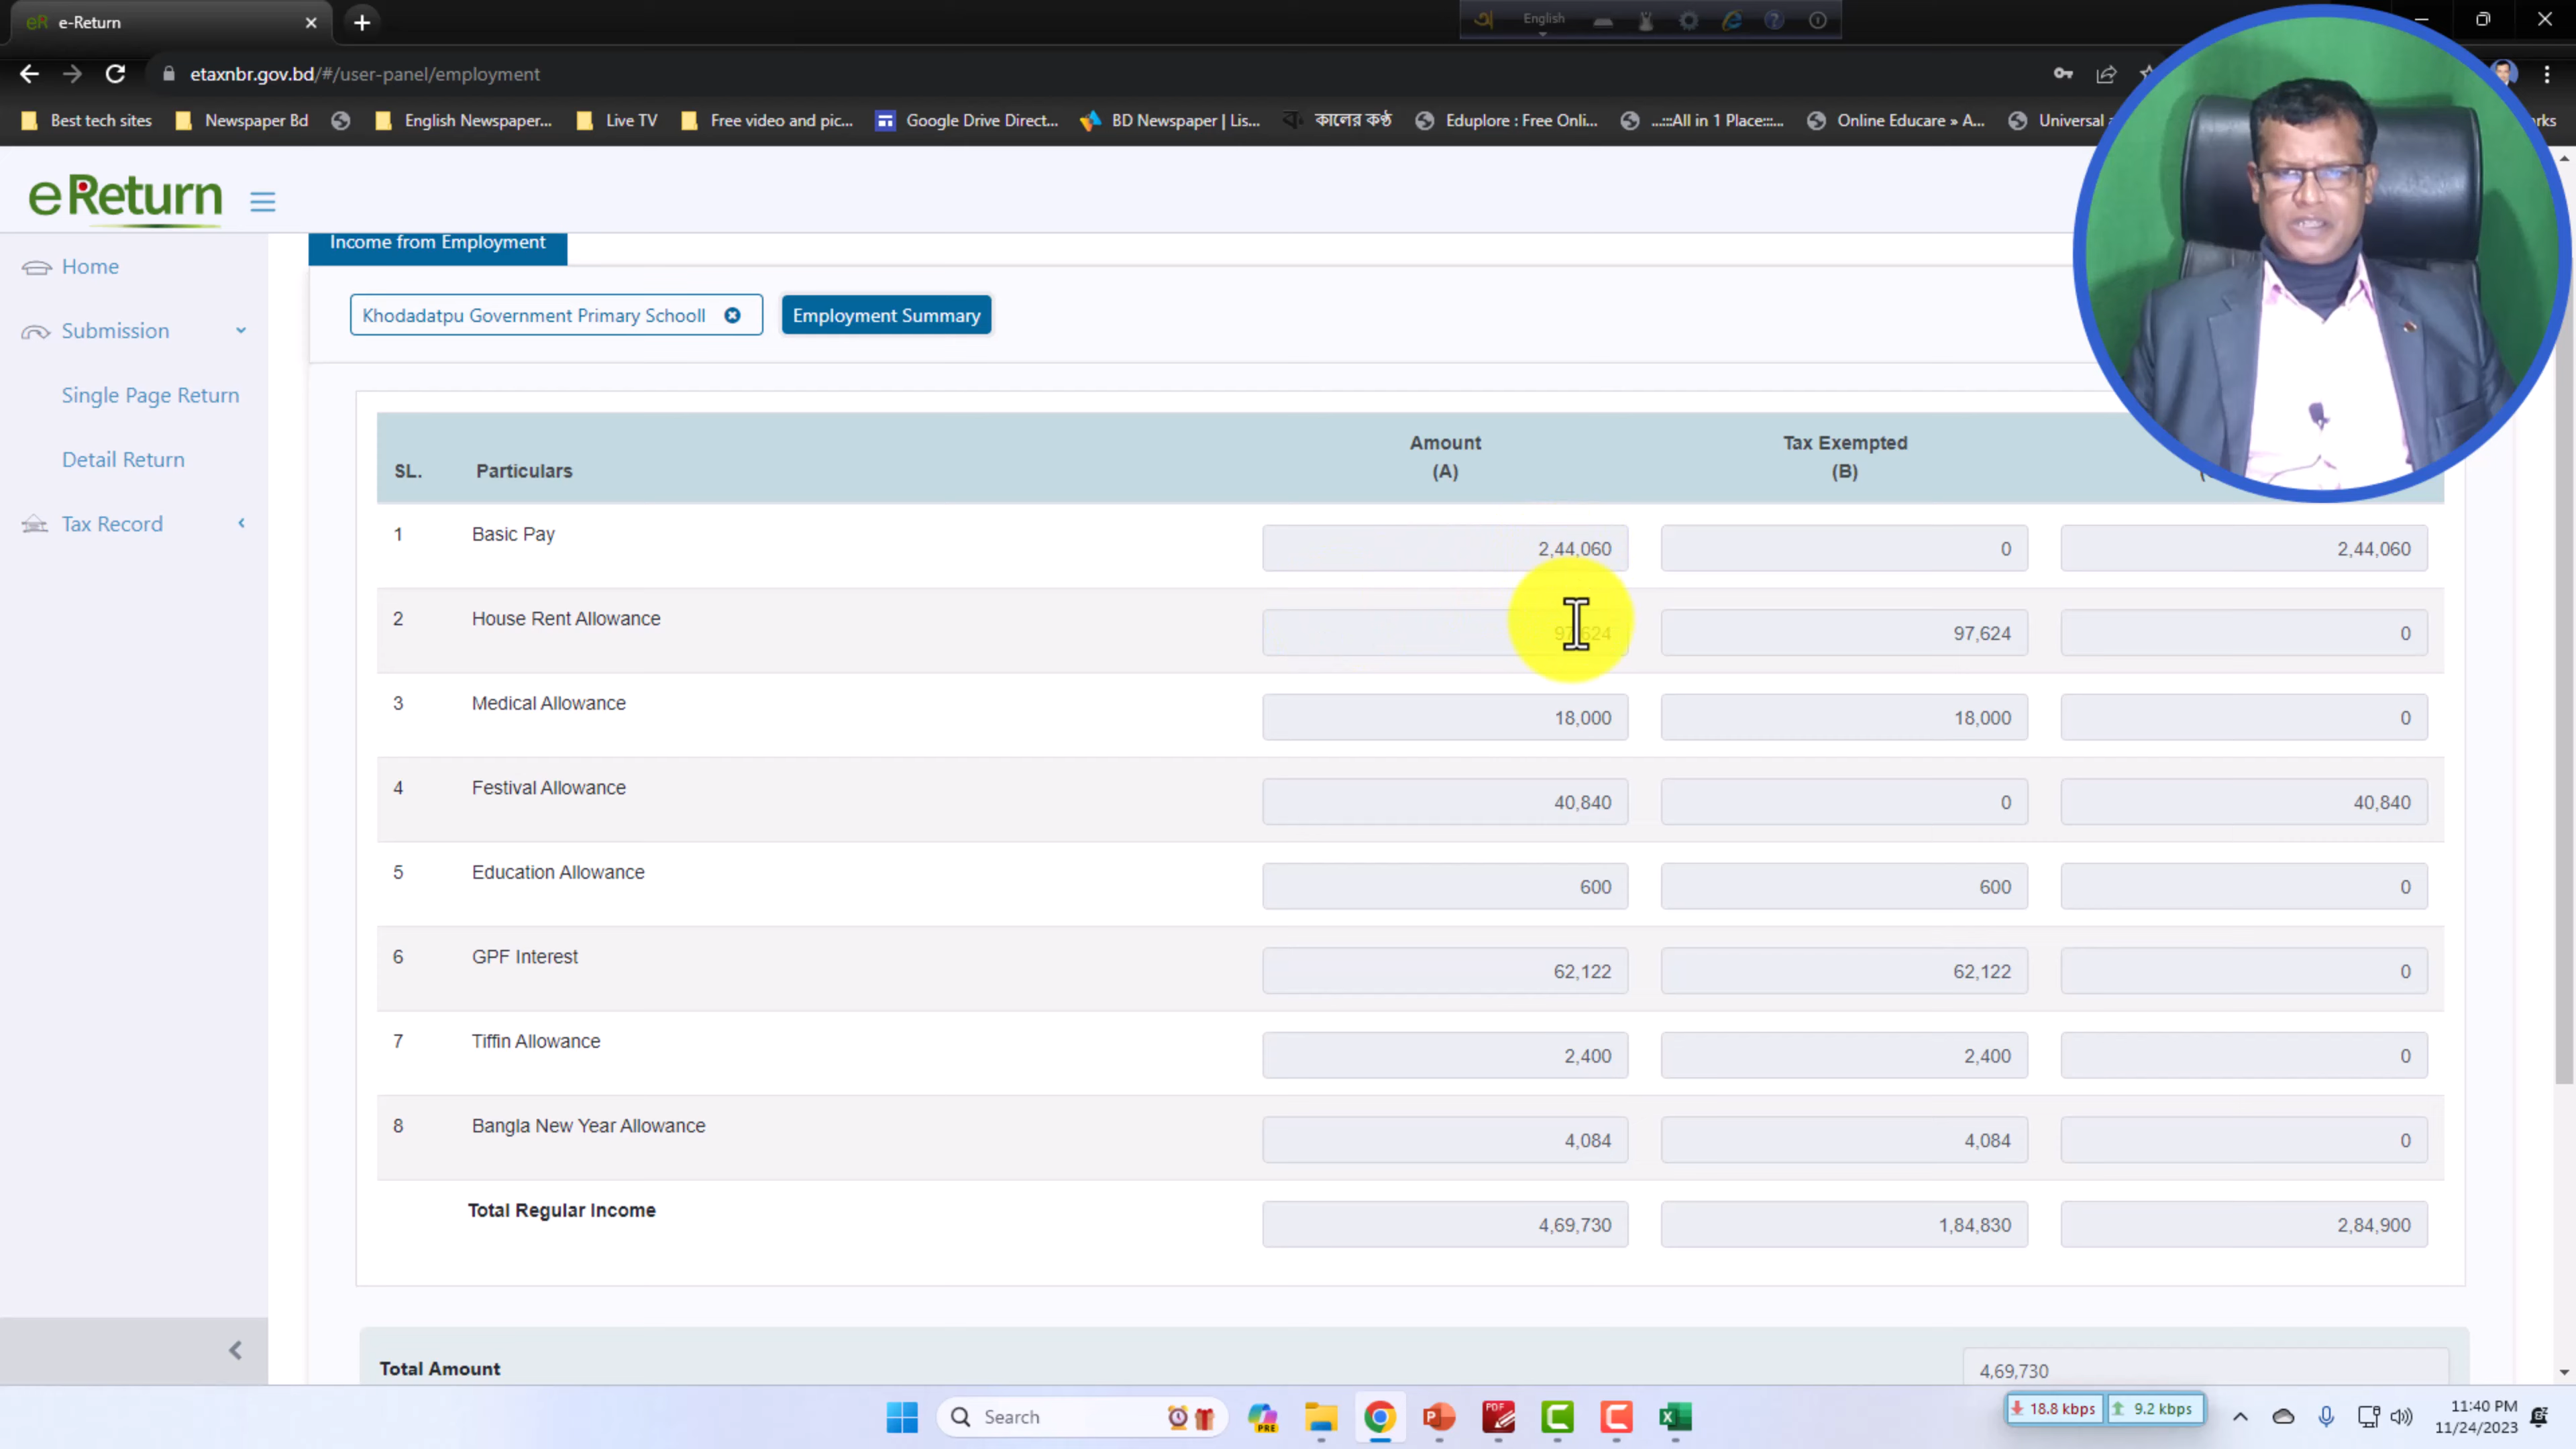 eR e-Return
English
etaxnbr.gov.bd/#/user-panel/employment
Best tech sites Newspaper Bd English Newspaper... Live TV Free video and pic... Google Drive Direct... BD Newspaper | Lis... কালের কণ্ঠ Eduplore : Free Onli... ...:::All in 1 Place:::... Online Educare » A... Universal
eReturn
Income from Employment
Home
Khodadatpu Government Primary Schooll Employment Summary
Submission
Single Page Return
Detail Return
Tax Record
SL. Particulars Amount (A) Tax Exempted (B)
1 Basic Pay 2,44,060 0 2,44,060
2 House Rent Allowance 97,624 97,624 0
3 Medical Allowance 18,000 18,000 0
4 Festival Allowance 40,840 0 40,840
5 Education Allowance 600 600 0
6 GPF Interest 62,122 62,122 0
7 Tiffin Allowance 2,400 2,400 0
8 Bangla New Year Allowance 4,084 4,084 0
Total Regular Income 4,69,730 1,84,830 2,84,900
Total Amount 4,69,730
Search
PRE
PDF
18.8 kbps 9.2 kbps
11:40 PM
11/24/2023